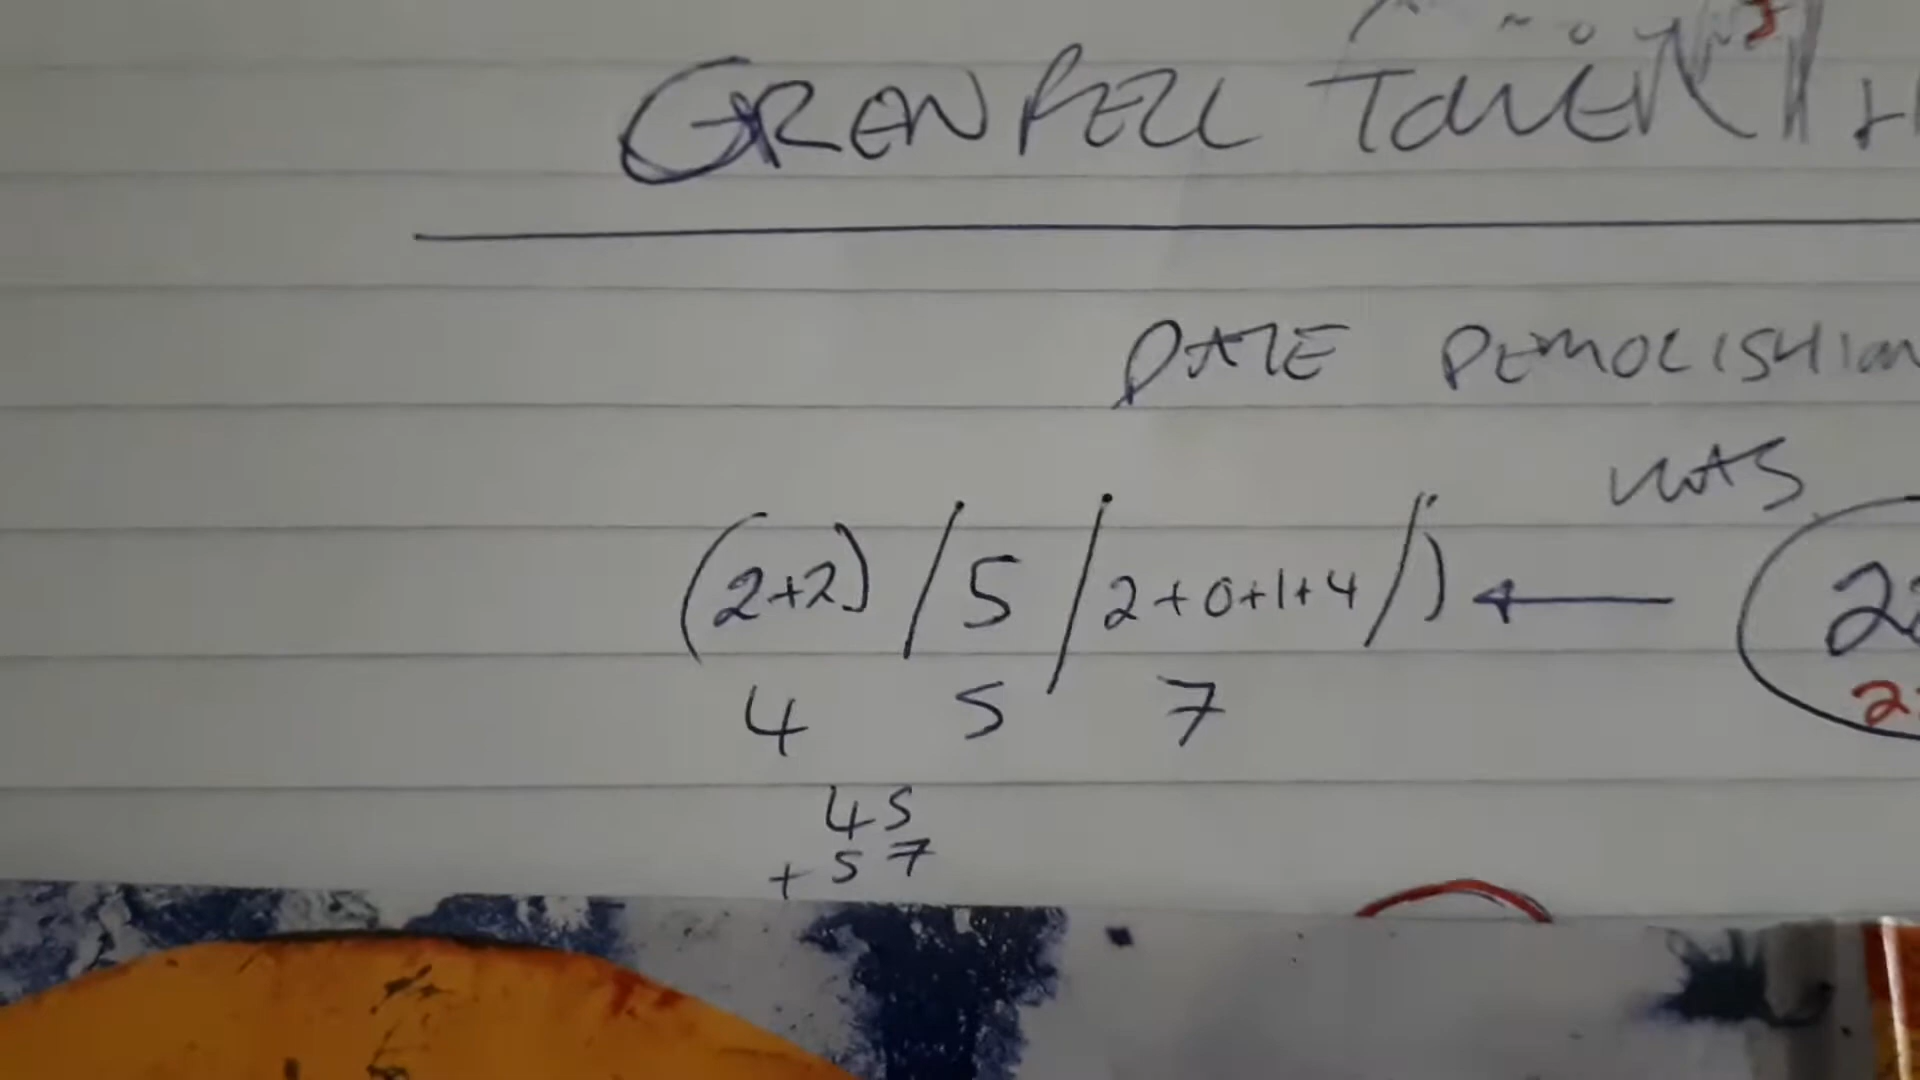 GRENFELL TOWER
DATE DEMOLISHION
WAS
(2+2) / 5 / 2+0+1+4 /)
4 5 7
45
+ 57